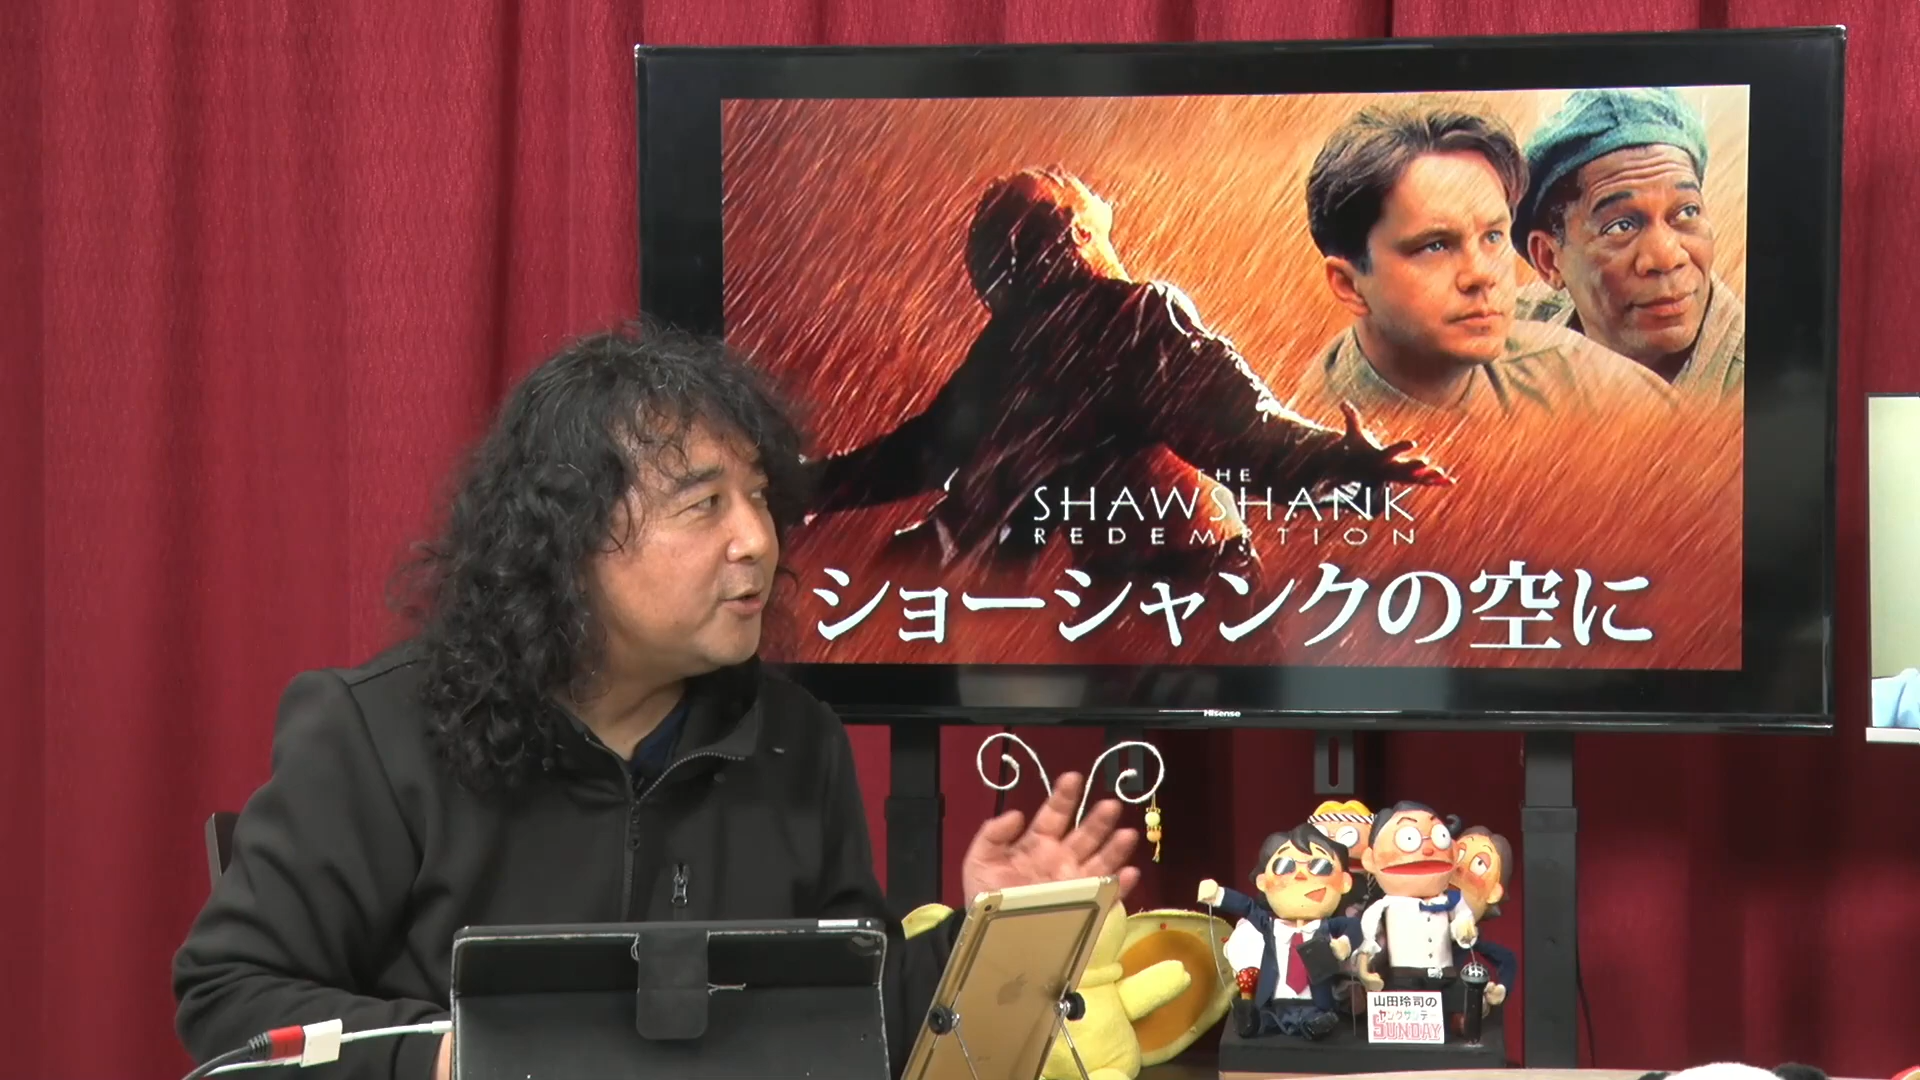 THE
SHAWSHANK
REDEMPTION
ショーシャンクの空に
Hisense
山田玲司の
ヤングサンデー
SUNDAY